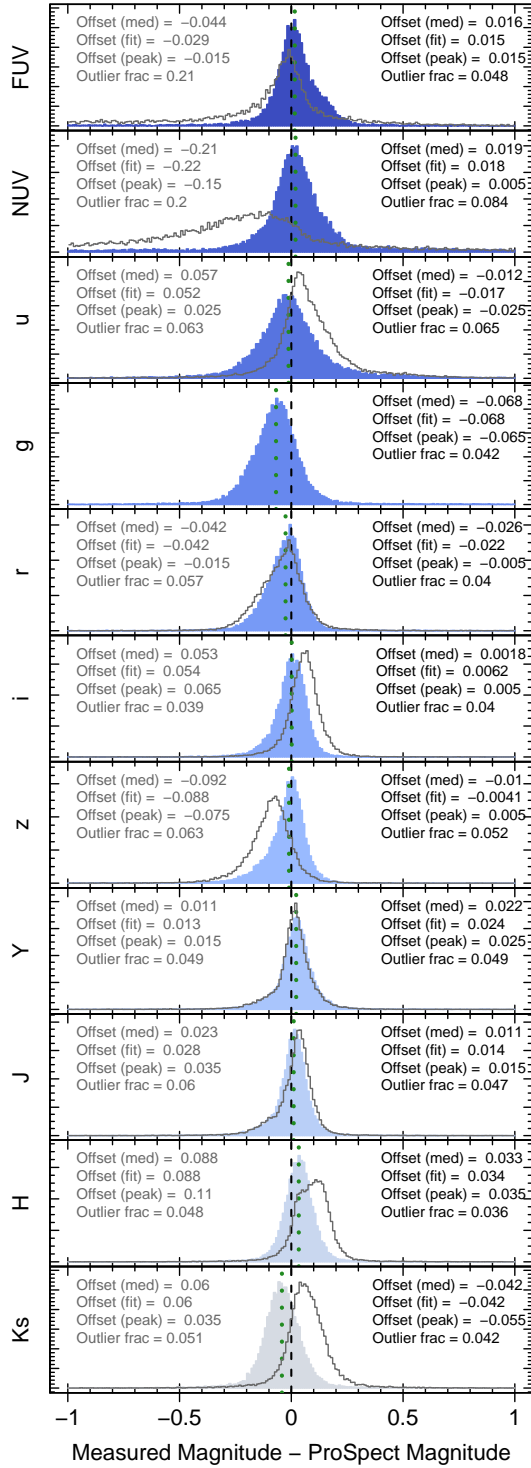 FUV
Offset (med) = −0.044
Offset (fit) = −0.029
Offset (peak) = −0.015
Outlier frac = 0.21
Offset (med) = 0.016
Offset (fit) = 0.015
Offset (peak) = 0.015
Outlier frac = 0.048
NUV
Offset (med) = −0.21
Offset (fit) = −0.22
Offset (peak) = −0.15
Outlier frac = 0.2
Offset (med) = 0.019
Offset (fit) = 0.018
Offset (peak) = 0.005
Outlier frac = 0.084
u
Offset (med) = 0.057
Offset (fit) = 0.052
Offset (peak) = 0.025
Outlier frac = 0.063
Offset (med) = −0.012
Offset (fit) = −0.017
Offset (peak) = −0.025
Outlier frac = 0.065
g
Offset (med) = −0.068
Offset (fit) = −0.068
Offset (peak) = −0.065
Outlier frac = 0.042
r
Offset (med) = −0.042
Offset (fit) = −0.042
Offset (peak) = −0.015
Outlier frac = 0.057
Offset (med) = −0.026
Offset (fit) = −0.022
Offset (peak) = −0.005
Outlier frac = 0.04
i
Offset (med) = 0.053
Offset (fit) = 0.054
Offset (peak) = 0.065
Outlier frac = 0.039
Offset (med) = 0.0018
Offset (fit) = 0.0062
Offset (peak) = 0.005
Outlier frac = 0.04
z
Offset (med) = −0.092
Offset (fit) = −0.088
Offset (peak) = −0.075
Outlier frac = 0.063
Offset (med) = −0.01
Offset (fit) = −0.0041
Offset (peak) = 0.005
Outlier frac = 0.052
Y
Offset (med) = 0.011
Offset (fit) = 0.013
Offset (peak) = 0.015
Outlier frac = 0.049
Offset (med) = 0.022
Offset (fit) = 0.024
Offset (peak) = 0.025
Outlier frac = 0.049
J
Offset (med) = 0.023
Offset (fit) = 0.028
Offset (peak) = 0.035
Outlier frac = 0.06
Offset (med) = 0.011
Offset (fit) = 0.014
Offset (peak) = 0.015
Outlier frac = 0.047
H
Offset (med) = 0.088
Offset (fit) = 0.088
Offset (peak) = 0.11
Outlier frac = 0.048
Offset (med) = 0.033
Offset (fit) = 0.034
Offset (peak) = 0.035
Outlier frac = 0.036
Ks
Offset (med) = 0.06
Offset (fit) = 0.06
Offset (peak) = 0.035
Outlier frac = 0.051
Offset (med) = −0.042
Offset (fit) = −0.042
Offset (peak) = −0.055
Outlier frac = 0.042
−1 −0.5 0 0.5 1
Measured Magnitude − ProSpect Magnitude